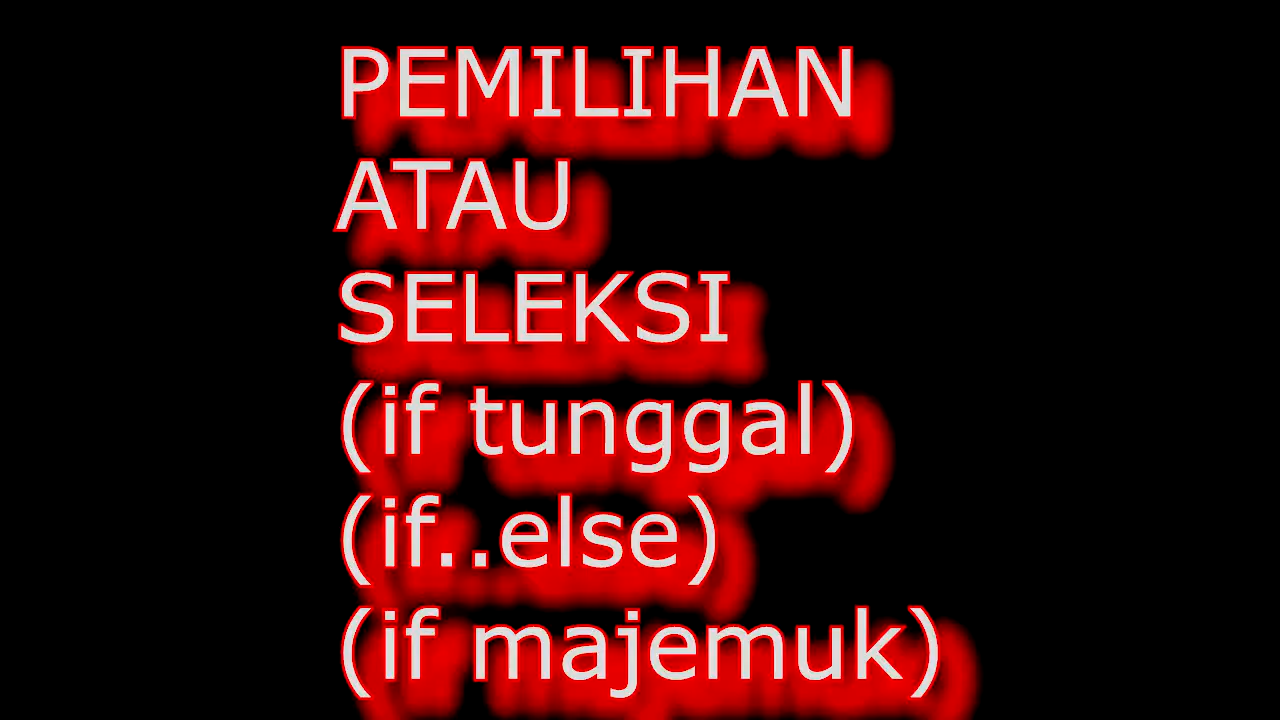 PEMILIHAN
ATAU
SELEKSI
(if tunggal)
(if..else)
(if majemuk)